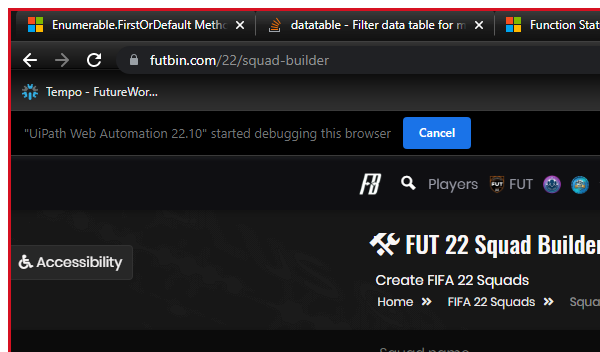 Enumerable.FirstOrDefault Metho
datatable - Filter data table for m
Function Stat
futbin.com/22/squad-builder
Tempo - FutureWor...
"UiPath Web Automation 22.10" started debugging this browser
Cancel
Players
FUT
FUT 22 Squad Builder
Accessibility
Create FIFA 22 Squads
Home » FIFA 22 Squads » Squa
Squad name